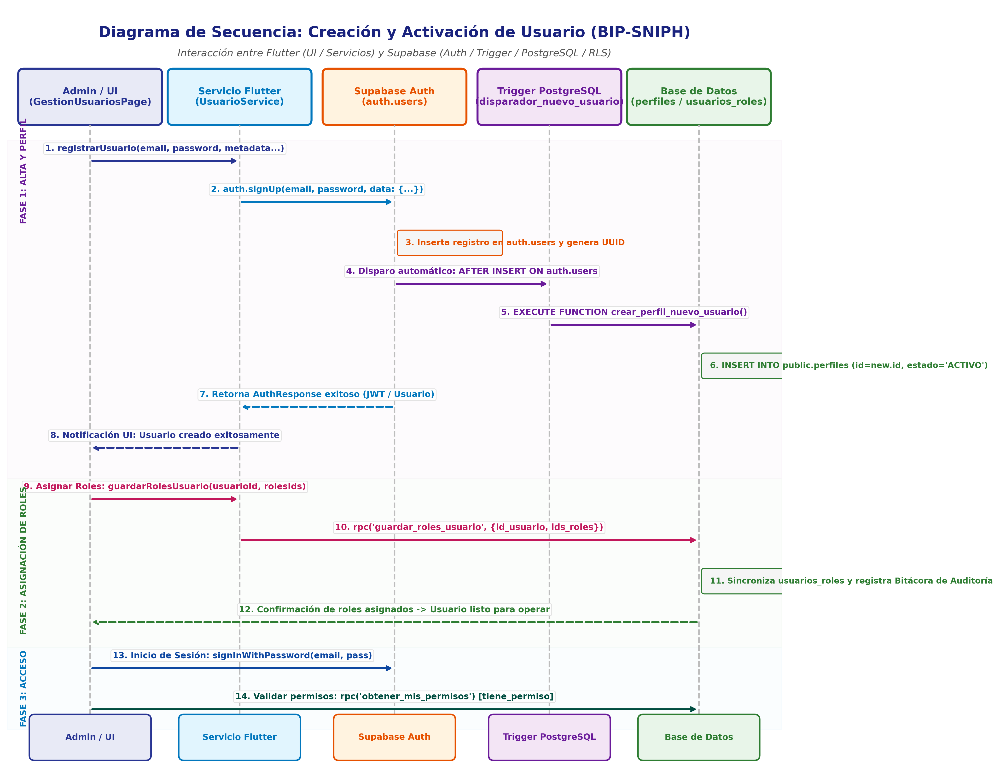 Diagrama de Secuencia: Creación y Activación de Usuario (BIP-SNIPH)
Interacción entre Flutter (UI / Servicios) y Supabase (Auth / Trigger / PostgreSQL / RLS)
Admin / UI
(GestionUsuariosPage)
Servicio Flutter
(UsuarioService)
Supabase Auth
(auth.users)
Trigger PostgreSQL
(disparador_nuevo_usuario)
Base de Datos
(perfiles / usuarios_roles)
FASE 1: ALTA Y PERFIL
1. registrarUsuario(email, password, metadata...)
2. auth.signUp(email, password, data: {...})
3. Inserta registro en auth.users y genera UUID
4. Disparo automático: AFTER INSERT ON auth.users
5. EXECUTE FUNCTION crear_perfil_nuevo_usuario()
6. INSERT INTO public.perfiles (id=new.id, estado='ACTIVO')
7. Retorna AuthResponse exitoso (JWT / Usuario)
8. Notificación UI: Usuario creado exitosamente
FASE 2: ASIGNACIÓN DE ROLES
9. Asignar Roles: guardarRolesUsuario(usuarioId, rolesIds)
10. rpc('guardar_roles_usuario', {id_usuario, ids_roles})
11. Sincroniza usuarios_roles y registra Bitácora de Auditoría
12. Confirmación de roles asignados -> Usuario listo para operar
FASE 3: ACCESO
13. Inicio de Sesión: signInWithPassword(email, pass)
14. Validar permisos: rpc('obtener_mis_permisos') [tiene_permiso]
Admin / UI
Servicio Flutter
Supabase Auth
Trigger PostgreSQL
Base de Datos